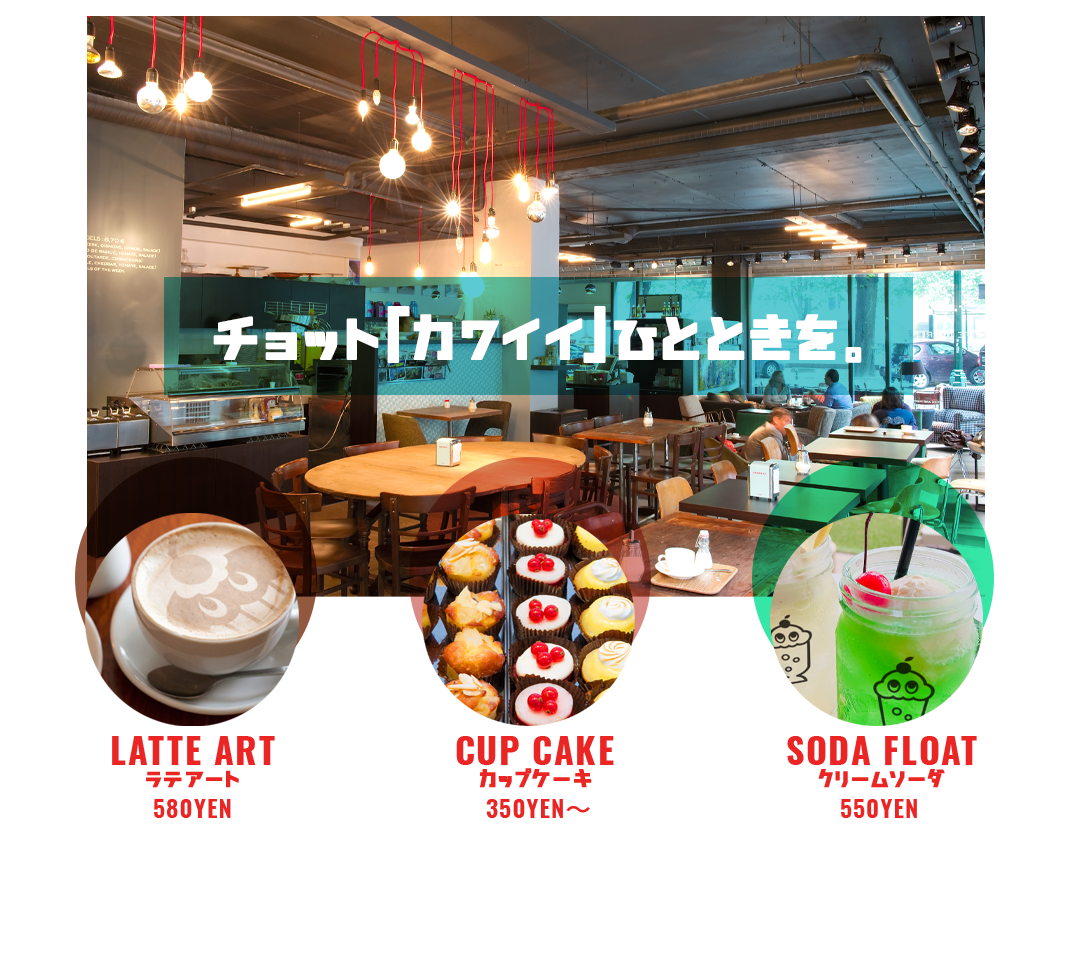 チョット「カワイイ」ひとときを。
LATTE ART
ラテアート
580YEN
CUP CAKE
カップケーキ
350YEN〜
SODA FLOAT
クリームソーダ
550YEN